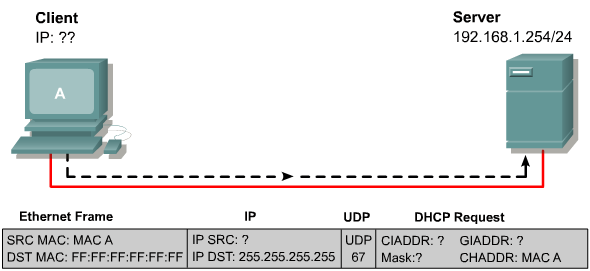 Client
IP: ??
Server
192.168.1.254/24
A
Ethernet Frame
IP
UDP
DHCP Request
SRC MAC: MAC A
DST MAC: FF:FF:FF:FF:FF:FF
IP SRC: ?
IP DST: 255.255.255.255
UDP
67
CIADDR: ? GIADDR: ?
Mask:? CHADDR: MAC A